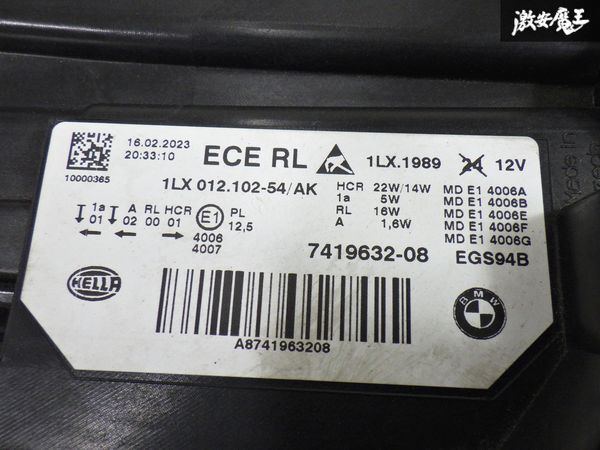 激安魔王
16.02.2023
20:33:10
10000365
ECE RL
1LX.1989
24 12V
1LX 012.102-54/AK
HCR 22W/14W MD E1 4006A
1a 5W MD E1 4006B
RL 16W MD E1 4006E
A 1,6W MD E1 4006F
MD E1 4006G
1a A RL HCR E1 PL
01 02 00 01 12,5
4006
4007
7419632-08 EGS94B
HELLA
BMW
A8741963208
Made in